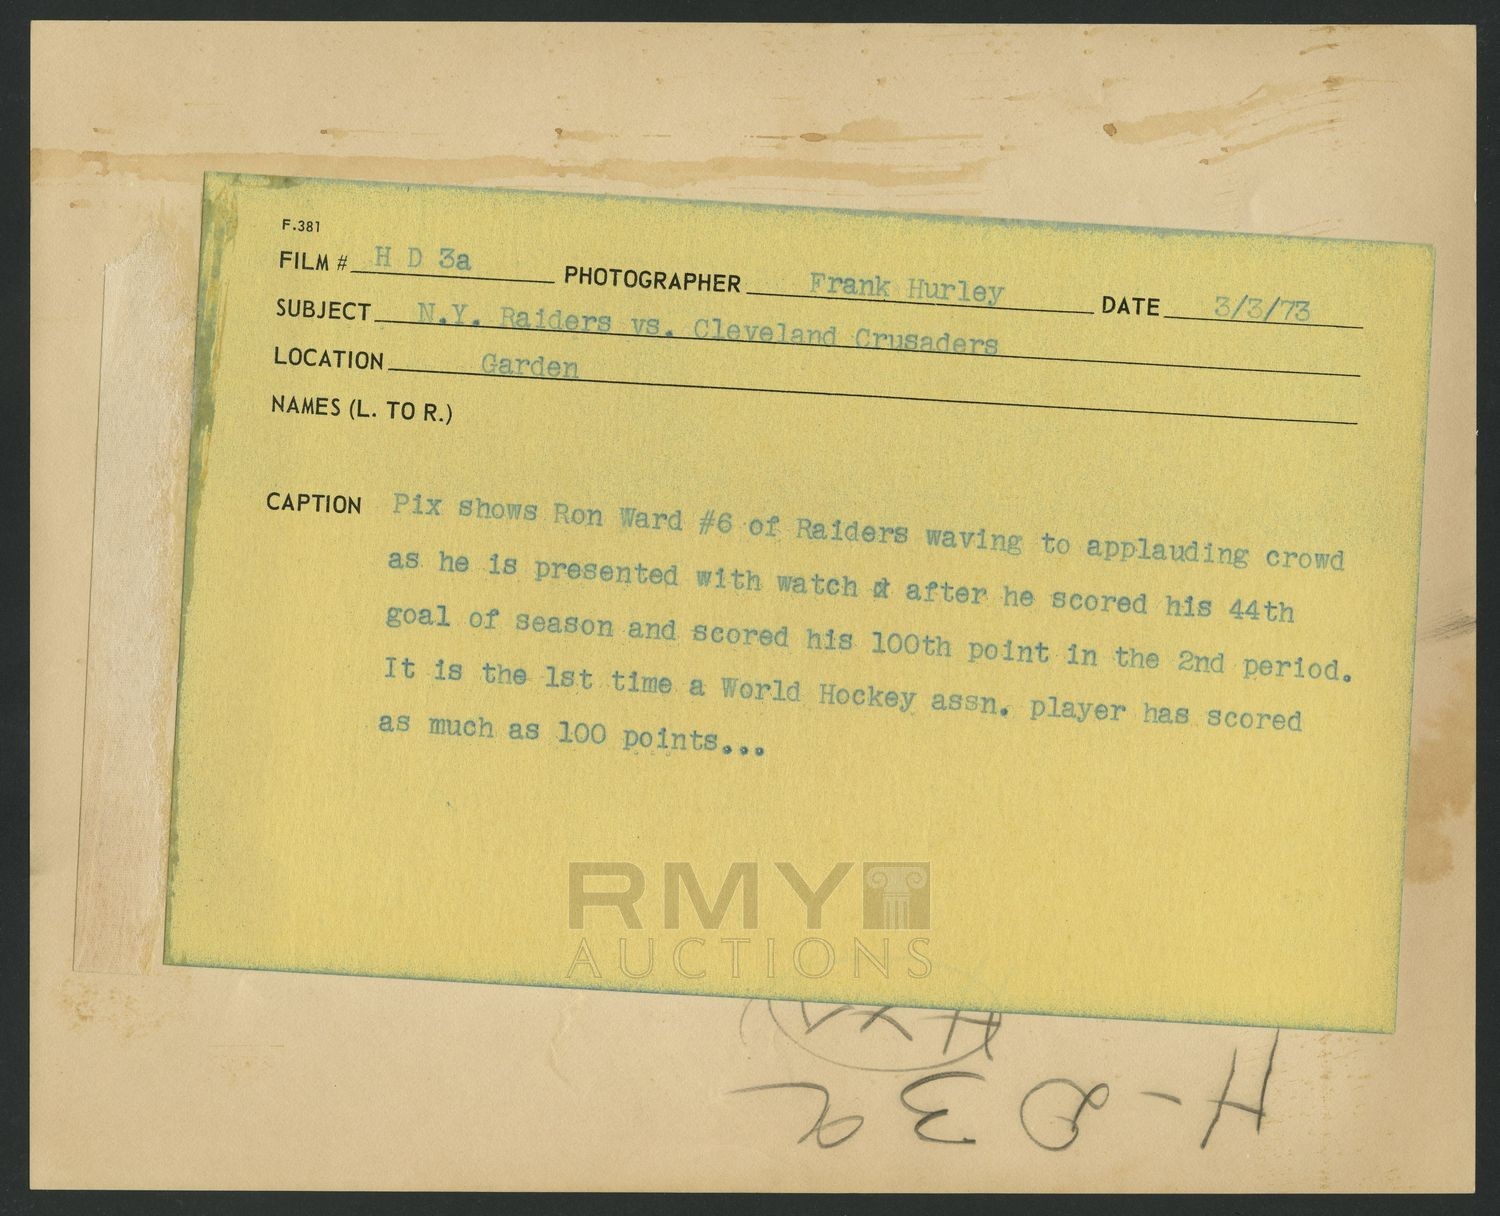 F.381
FILM # H D 3a PHOTOGRAPHER Frank Hurley DATE 3/3/73
SUBJECT N.Y. Raiders vs. Cleveland Crusaders
LOCATION Garden
NAMES (L. TO R.)
CAPTION Pix shows Ron Ward #6 of Raiders waving to applauding crowd
as he is presented with watch after he scored his 44th
goal of season and scored his 100th point in the 2nd period.
It is the 1st time a World Hockey assn. player has scored
as much as 100 points...
RMY
AUCTIONS
H-D 3a